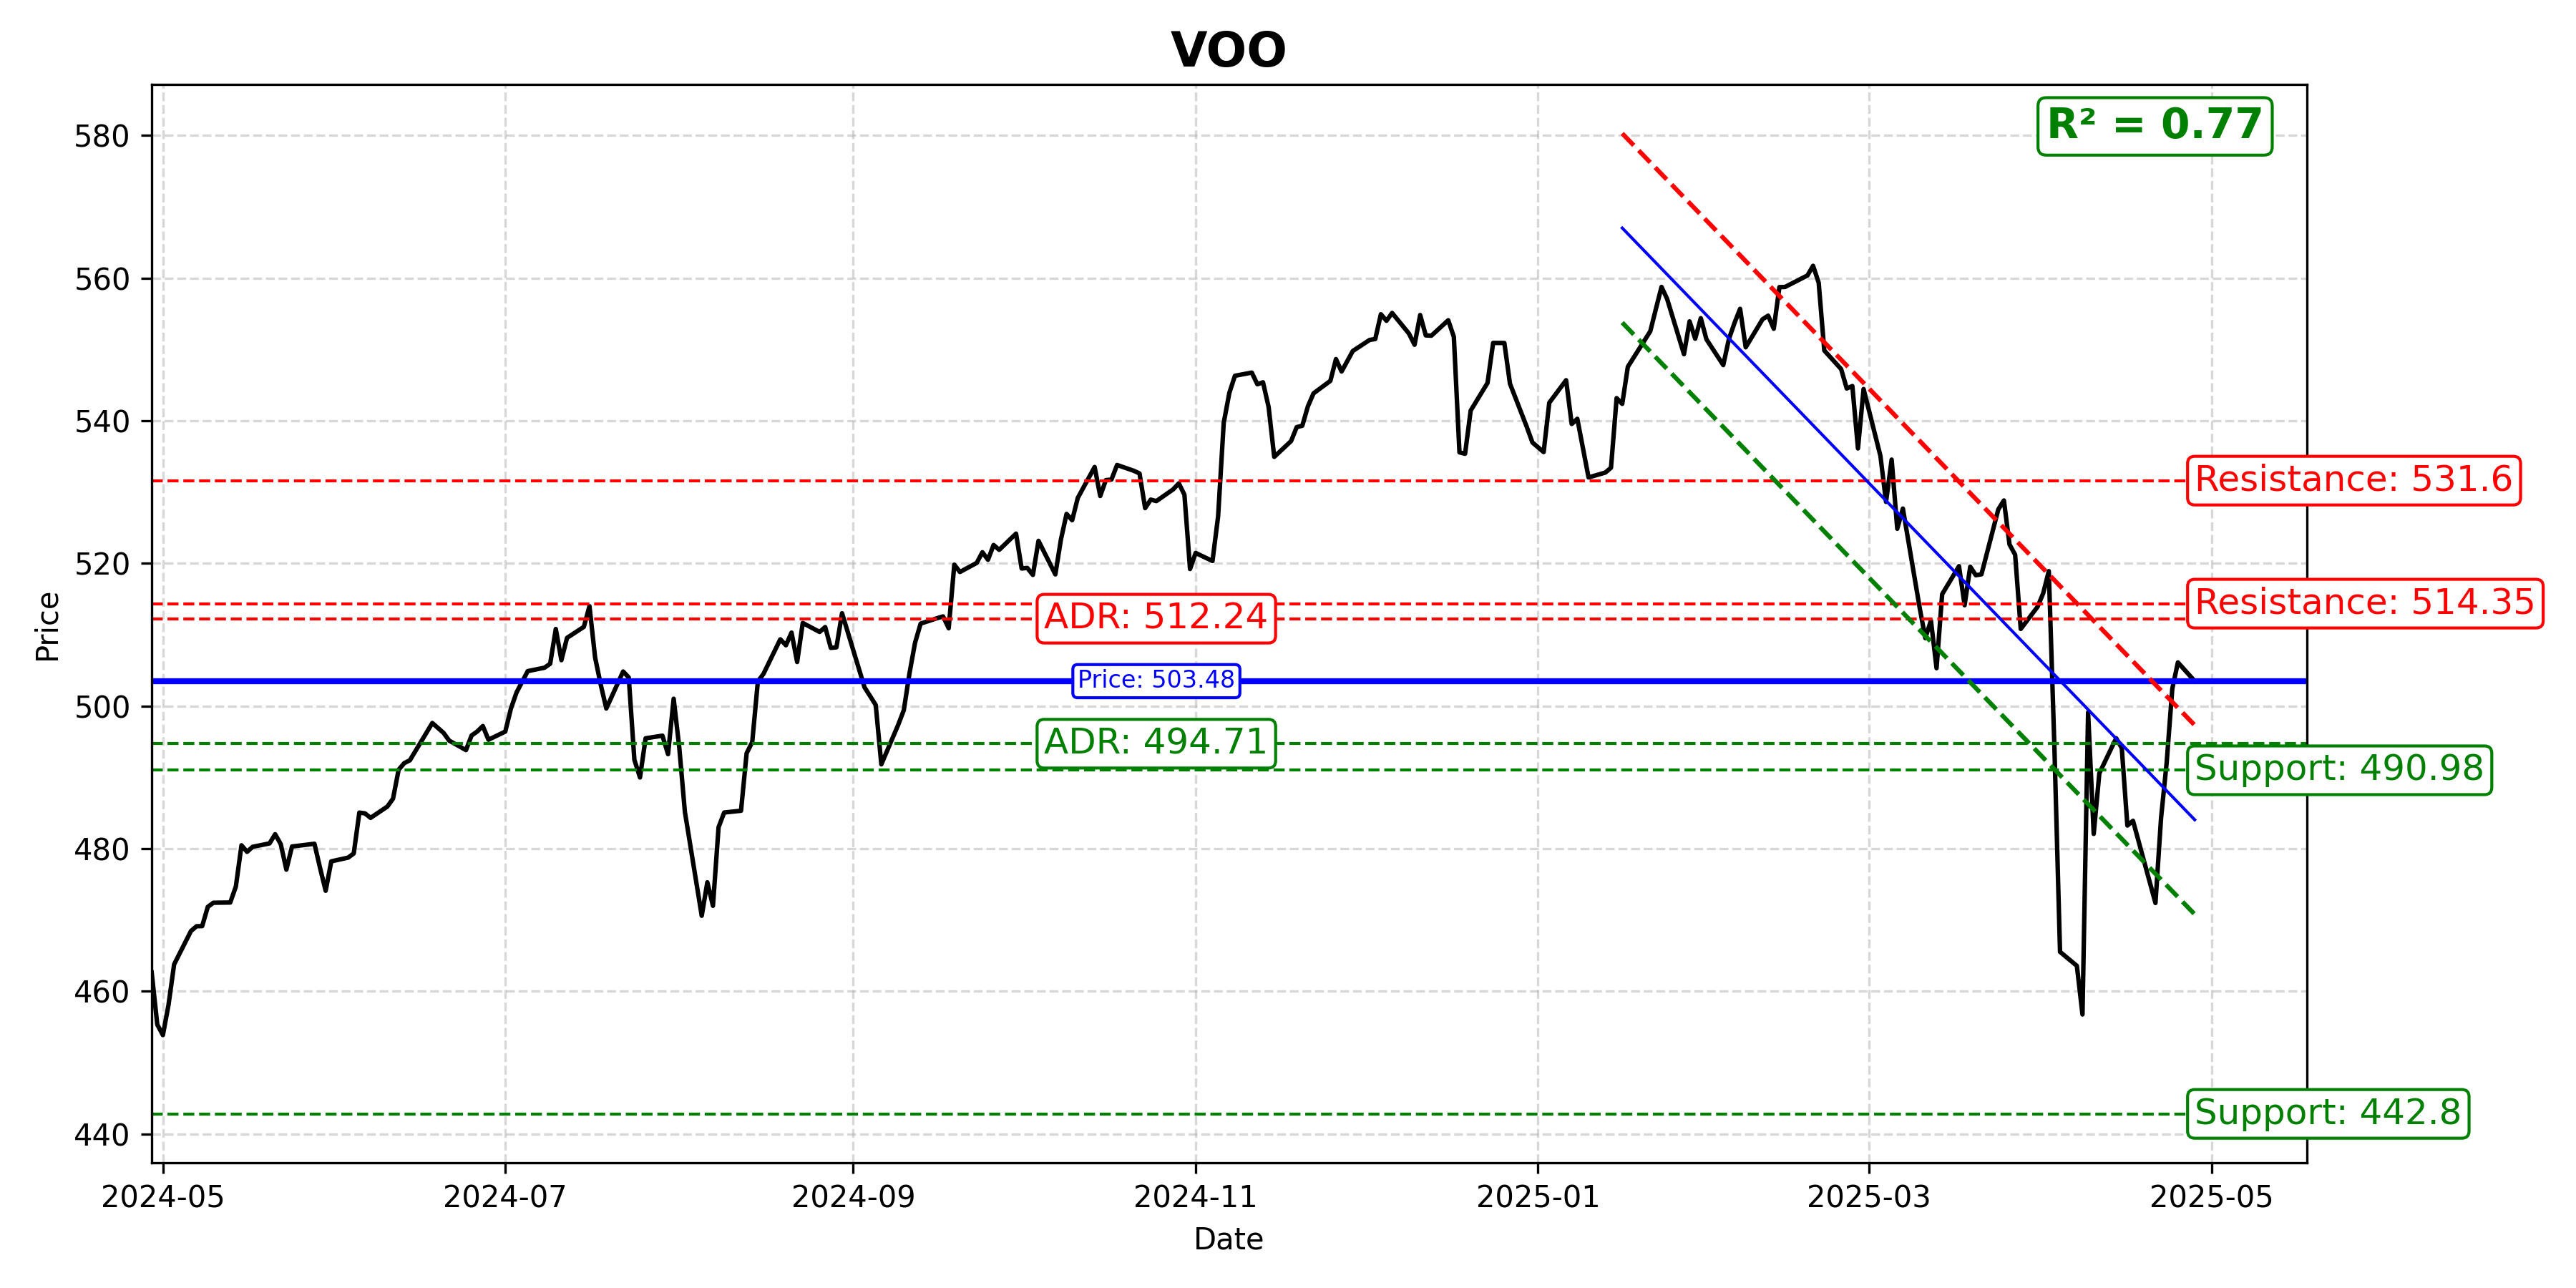 VOO
R² = 0.77
580
560
540
520
500
480
460
440
Price
Resistance: 531.6
Resistance: 514.35
ADR: 512.24
Price: 503.48
ADR: 494.71
Support: 490.98
Support: 442.8
2024-05
2024-07
2024-09
2024-11
2025-01
2025-03
2025-05
Date